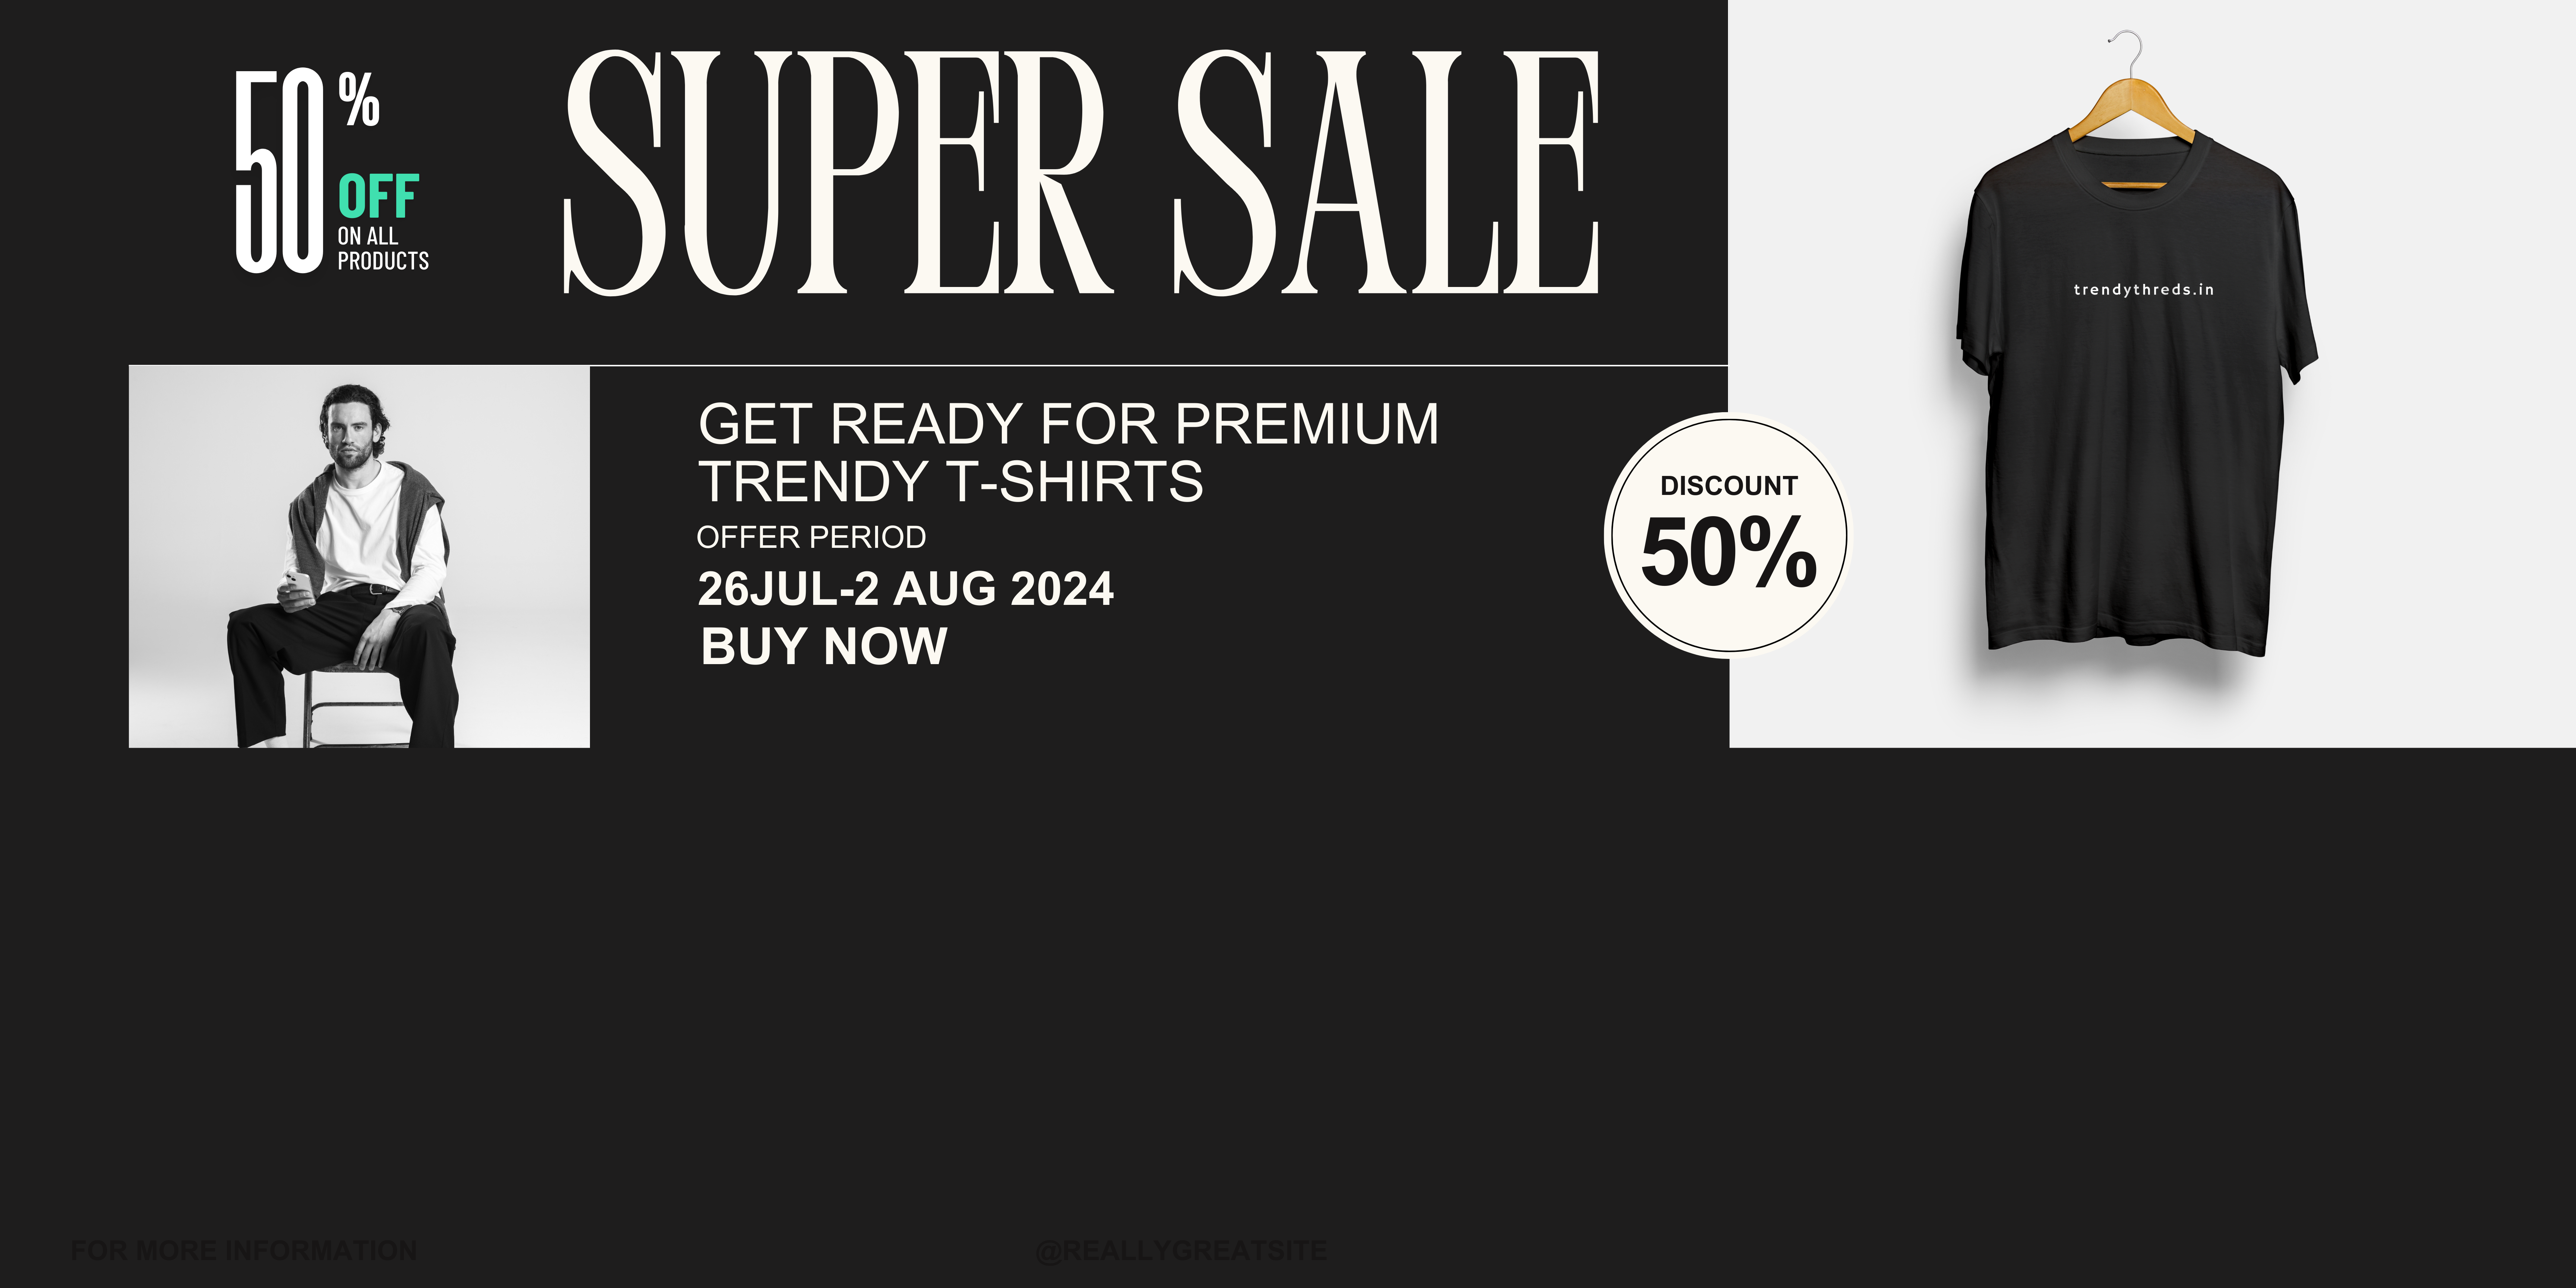 50%
OFF
ON ALL
PRODUCTS
SUPER SALE
trendythreds.in
GET READY FOR PREMIUM
TRENDY T-SHIRTS
OFFER PERIOD
26JUL-2 AUG 2024
BUY NOW
DISCOUNT
50%
FOR MORE INFORMATION
@REALLYGREATSITE